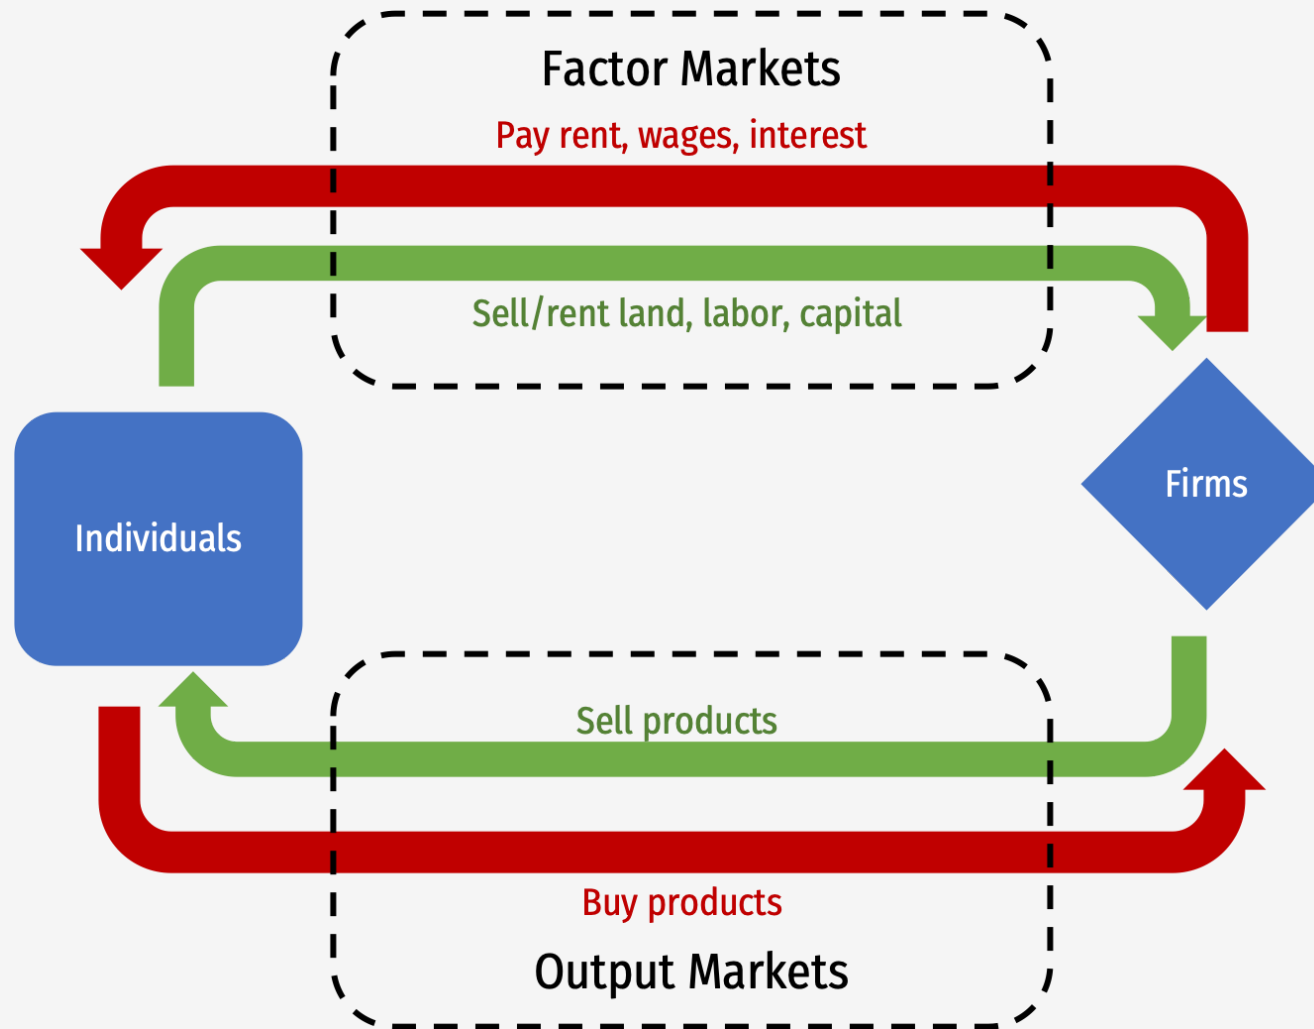 Factor Markets
Pay rent, wages, interest
Sell/rent land, labor, capital
Firms
Individuals
Sell products
Buy products
Output Markets